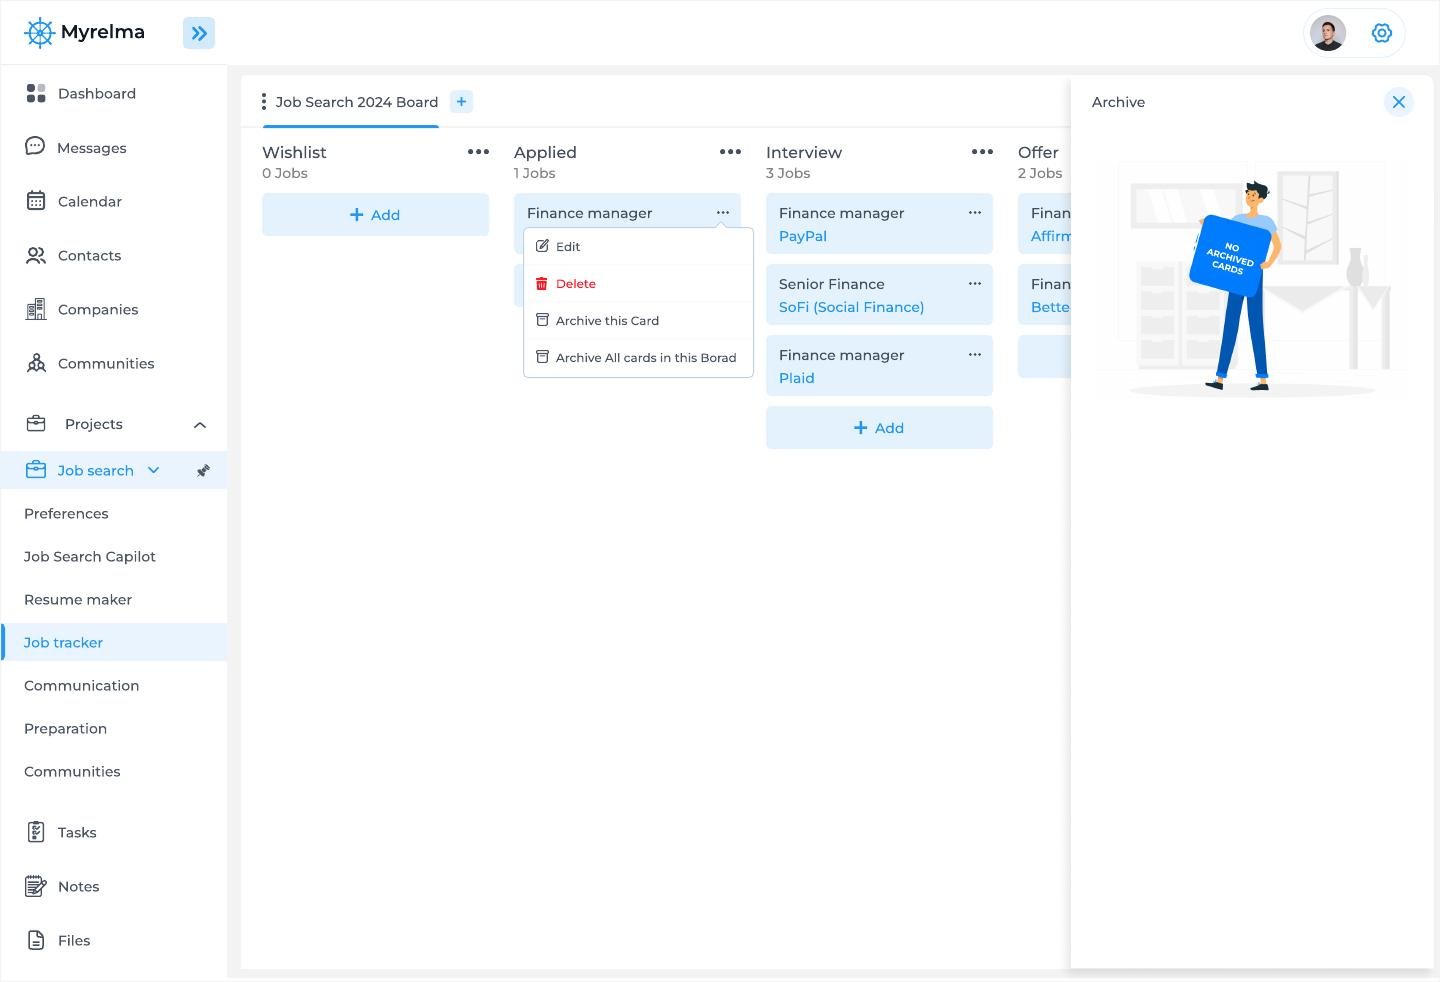 Myrelma
Dashboard
Messages
Calendar
Contacts
Companies
Communities
Projects
Job search
Preferences
Job Search Capilot
Resume maker
Job tracker
Communication
Preparation
Communities
Tasks
Notes
Files
Job Search 2024 Board
Wishlist
0 Jobs
Add
Applied
1 Jobs
Finance manager
Edit
Delete
Archive this Card
Archive All cards in this Borad
Interview
3 Jobs
Finance manager
PayPal
Senior Finance
SoFi (Social Finance)
Finance manager
Plaid
Add
Offer
2 Jobs
Finan
Affirm
Finan
Bette
Archive
NO
ARCHIVED
CARDS